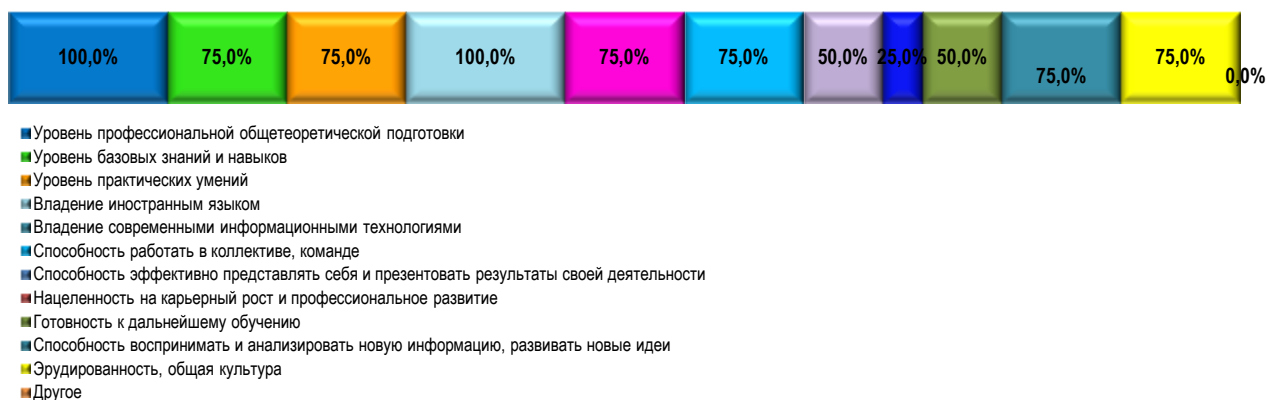 100,0% 75,0% 75,0% 100,0% 75,0% 75,0% 50,0% 25,0% 50,0% 75,0% 75,0% 0,0%
Уровень профессиональной общетеоретической подготовки
Уровень базовых знаний и навыков
Уровень практических умений
Владение иностранным языком
Владение современными информационными технологиями
Способность работать в коллективе, команде
Способность эффективно представлять себя и презентовать результаты своей деятельности
Нацеленность на карьерный рост и профессиональное развитие
Готовность к дальнейшему обучению
Способность воспринимать и анализировать новую информацию, развивать новые идеи
Эрудированность, общая культура
Другое